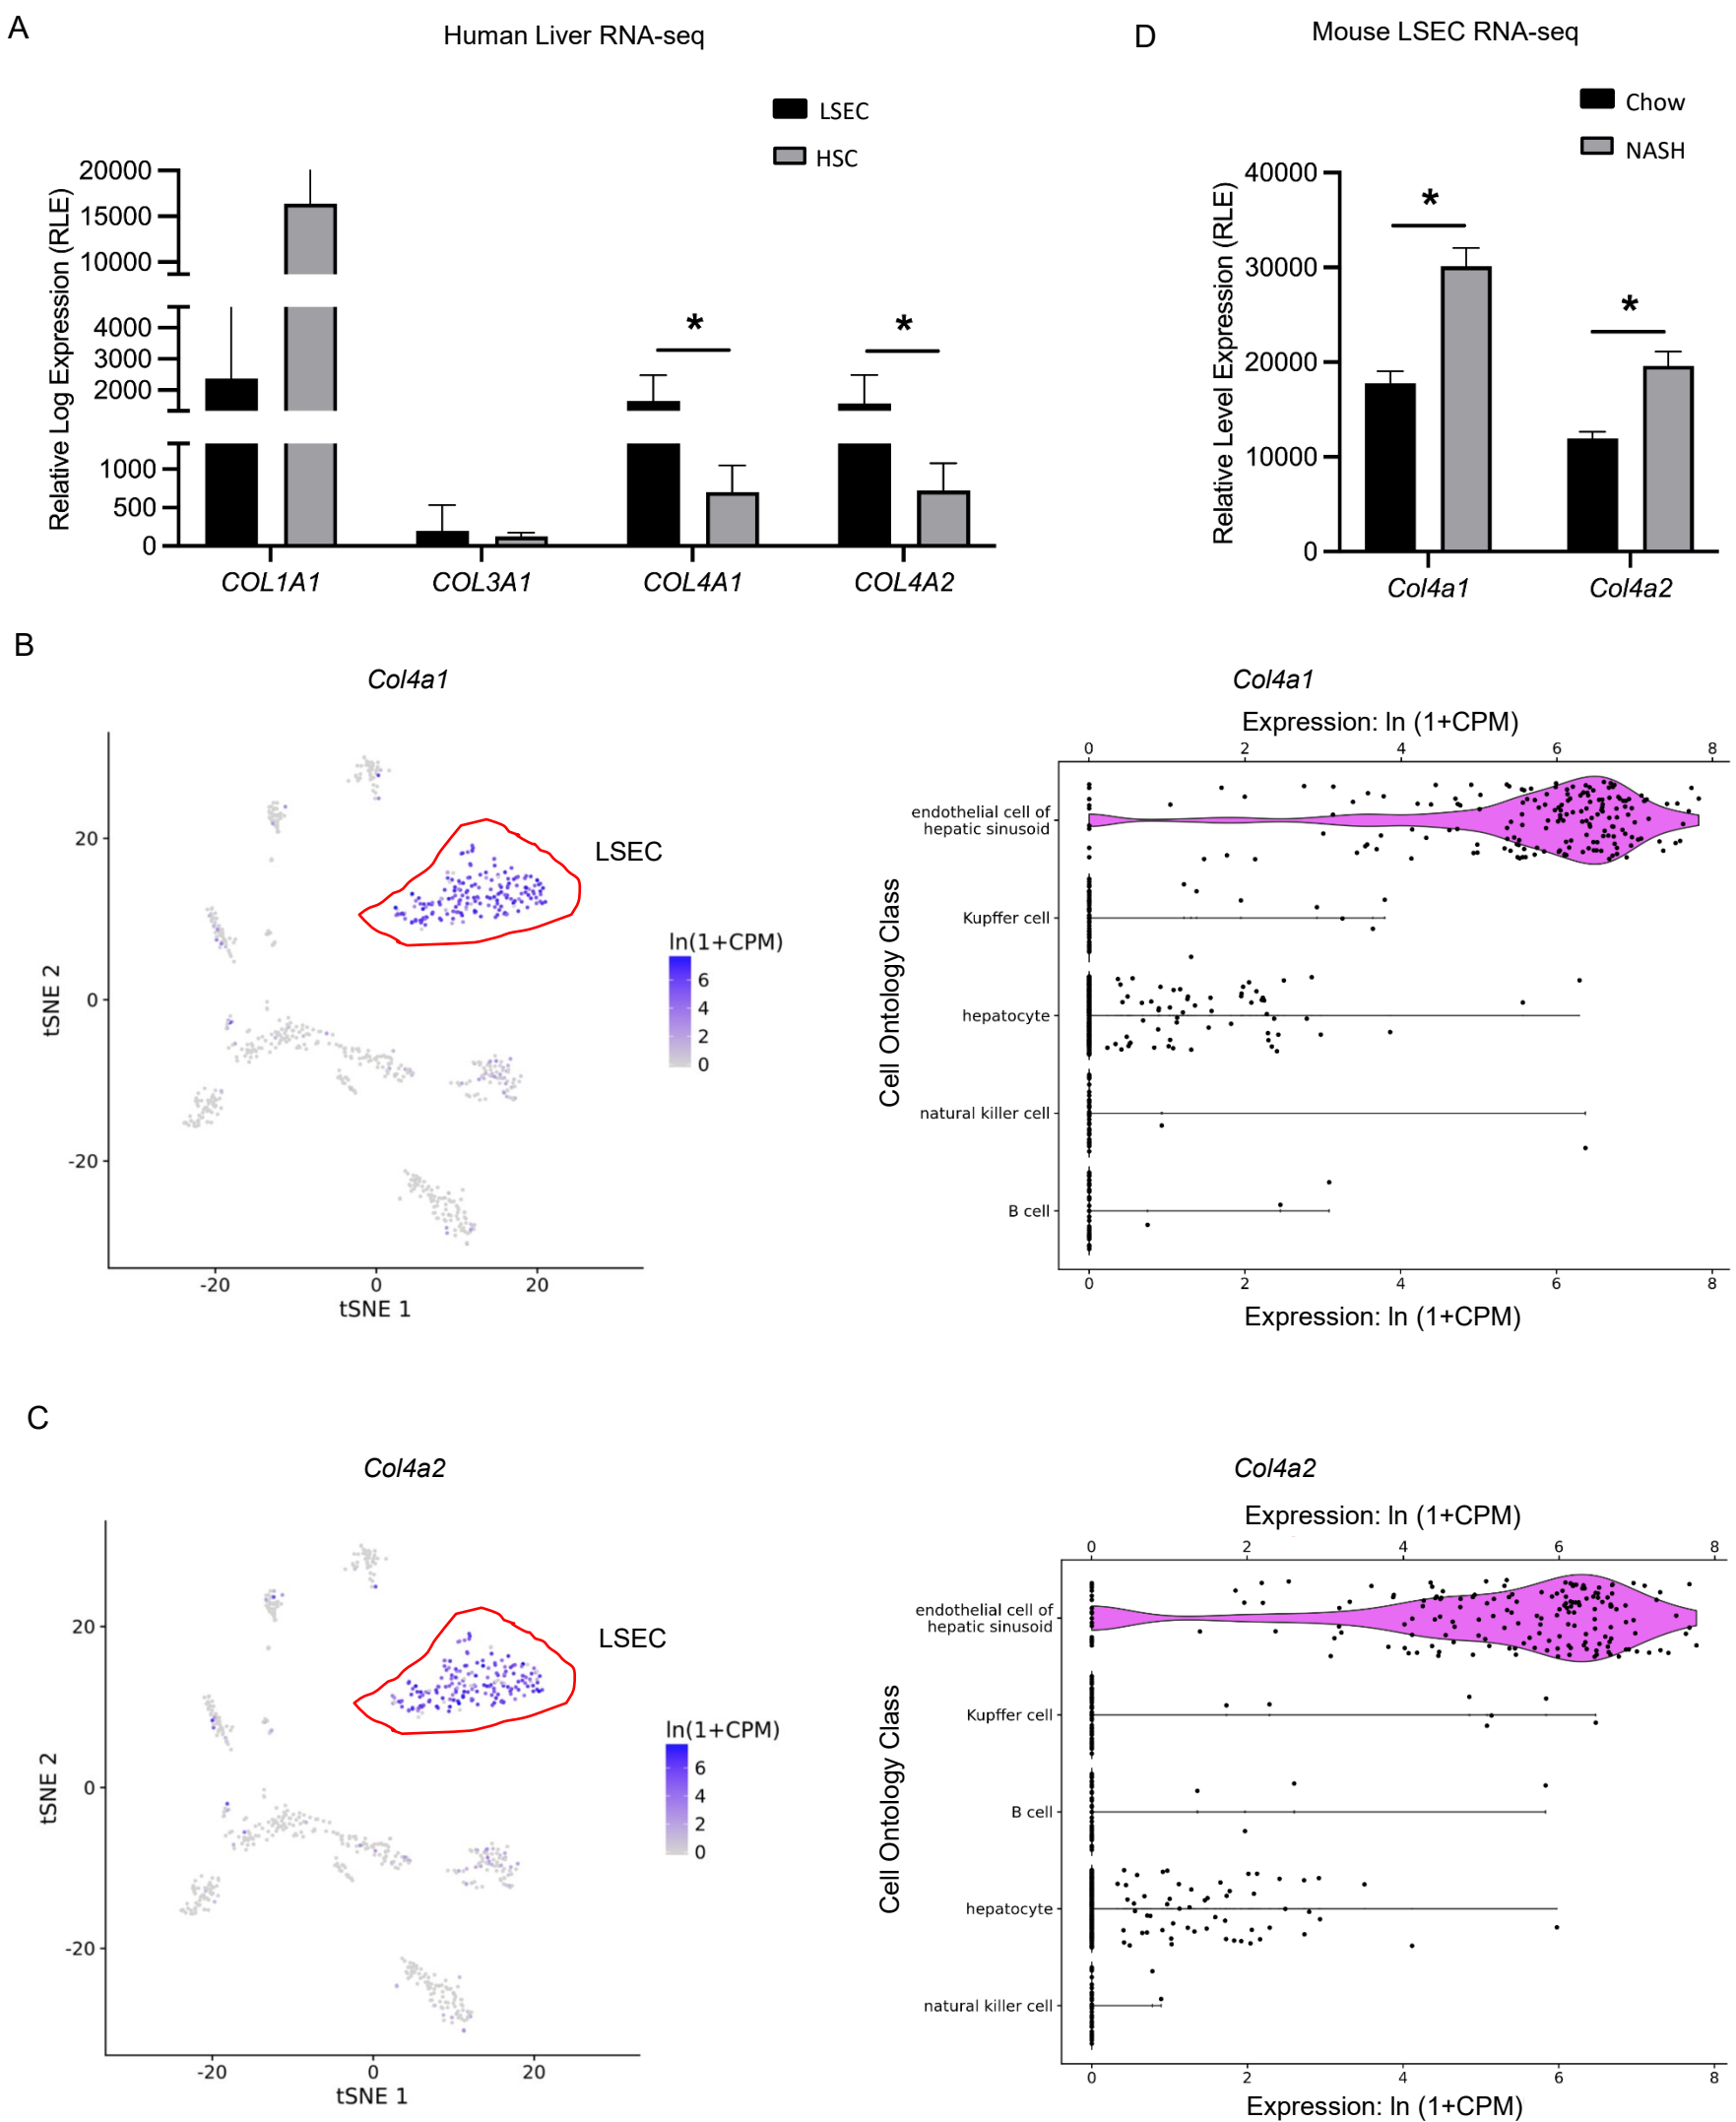 A
Human Liver RNA-seq
LSEC
HSC
Relative Log Expression (RLE)
20000
15000
10000
4000
3000
2000
1000
500
0
*
*
COL1A1
COL3A1
COL4A1
COL4A2
D
Mouse LSEC RNA-seq
Chow
NASH
Relative Level Expression (RLE)
40000
30000
20000
10000
0
*
*
Col4a1
Col4a2
B
Col4a1
LSEC
ln(1+CPM)
6
4
2
0
tSNE 2
20
0
-20
-20
0
20
tSNE 1
Col4a1
Expression: ln (1+CPM)
0
2
4
6
8
Cell Ontology Class
endothelial cell of
hepatic sinusoid
Kupffer cell
hepatocyte
natural killer cell
B cell
0
2
4
6
8
Expression: ln (1+CPM)
C
Col4a2
LSEC
ln(1+CPM)
6
4
2
0
tSNE 2
20
0
-20
-20
0
20
tSNE 1
Col4a2
Expression: ln (1+CPM)
0
2
4
6
8
Cell Ontology Class
endothelial cell of
hepatic sinusoid
Kupffer cell
B cell
hepatocyte
natural killer cell
0
2
4
6
8
Expression: ln (1+CPM)